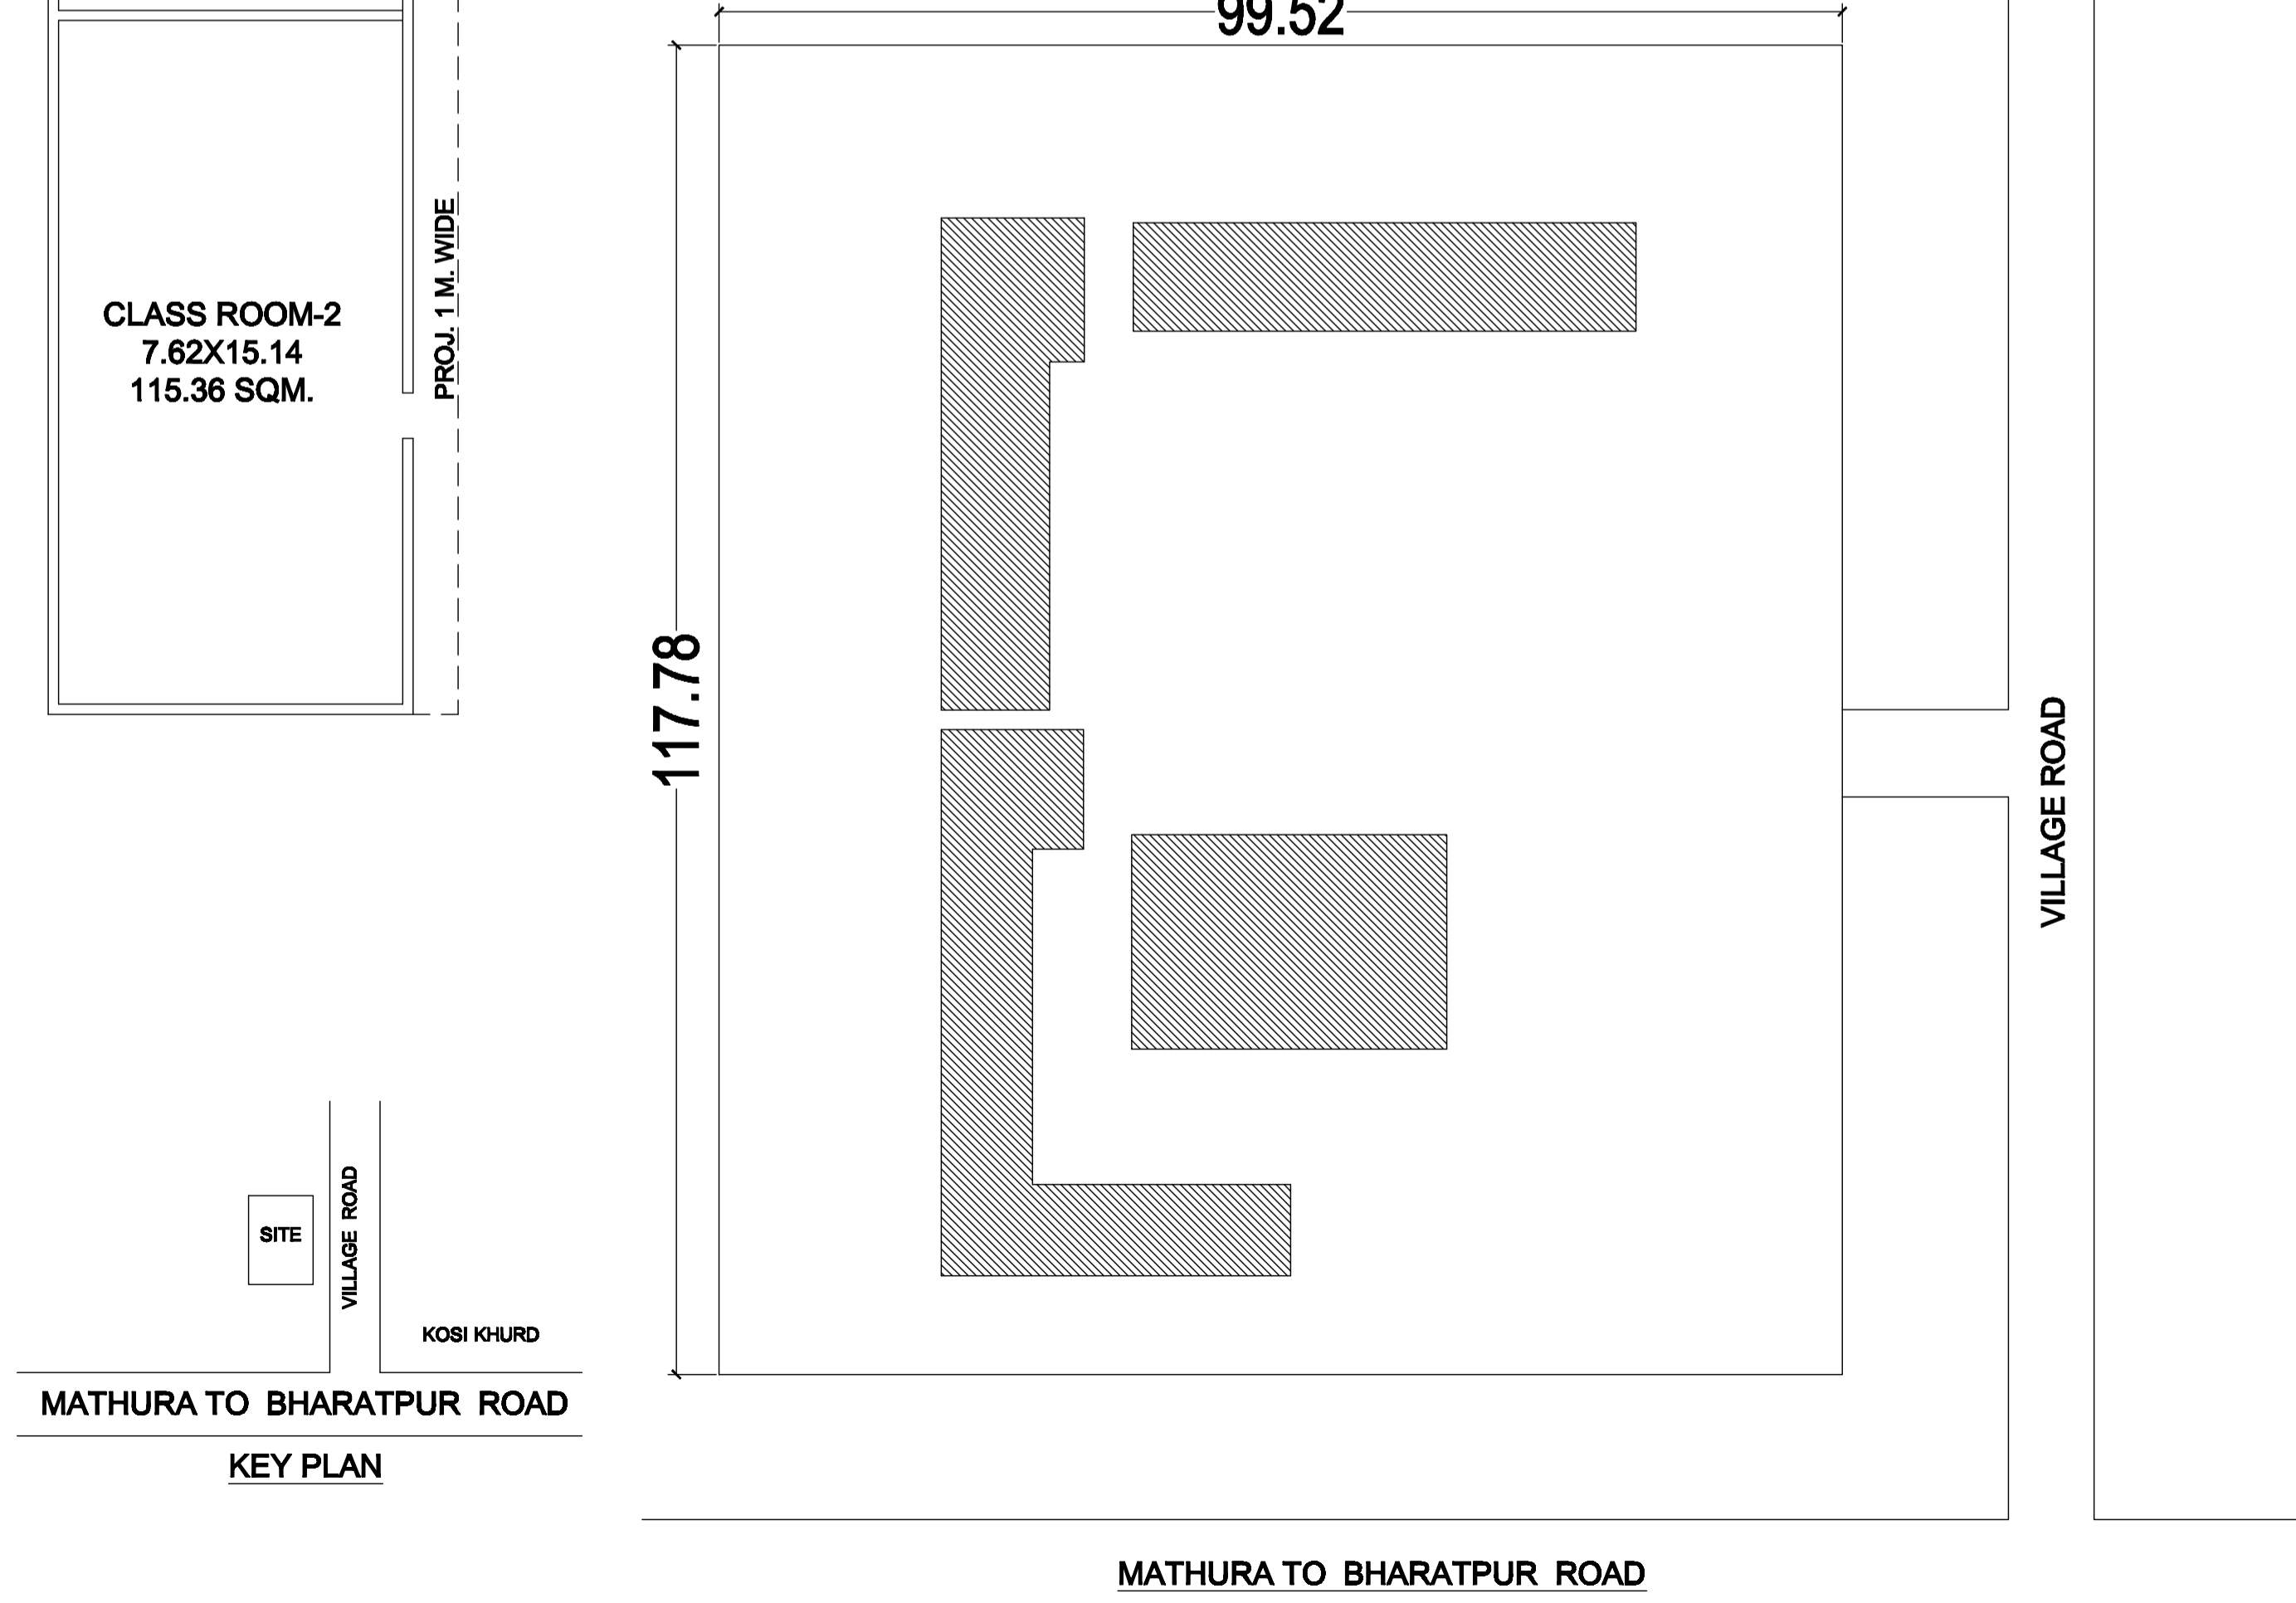 99.52
CLASS ROOM-2
7.62X15.14
115.36 SQM.
PROJ. 1 M. WIDE
117.78
VILLAGE ROAD
SITE
VILLAGE ROAD
KOSI KHURD
MATHURA TO BHARATPUR ROAD
KEY PLAN
MATHURA TO BHARATPUR ROAD